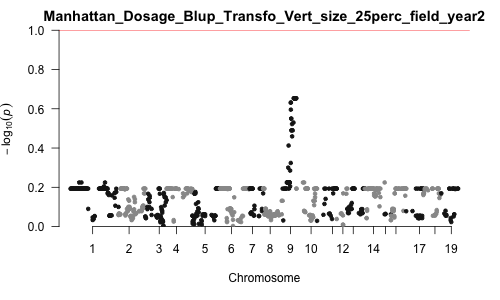 Manhattan_Dosage_Blup_Transfo_Vert_size_25perc_field_year2
1.0
0.8
0.6
0.4
0.2
0.0
− log10(p)
1 2 3 4 5 6 7 8 9 10 12 14 17 19
Chromosome